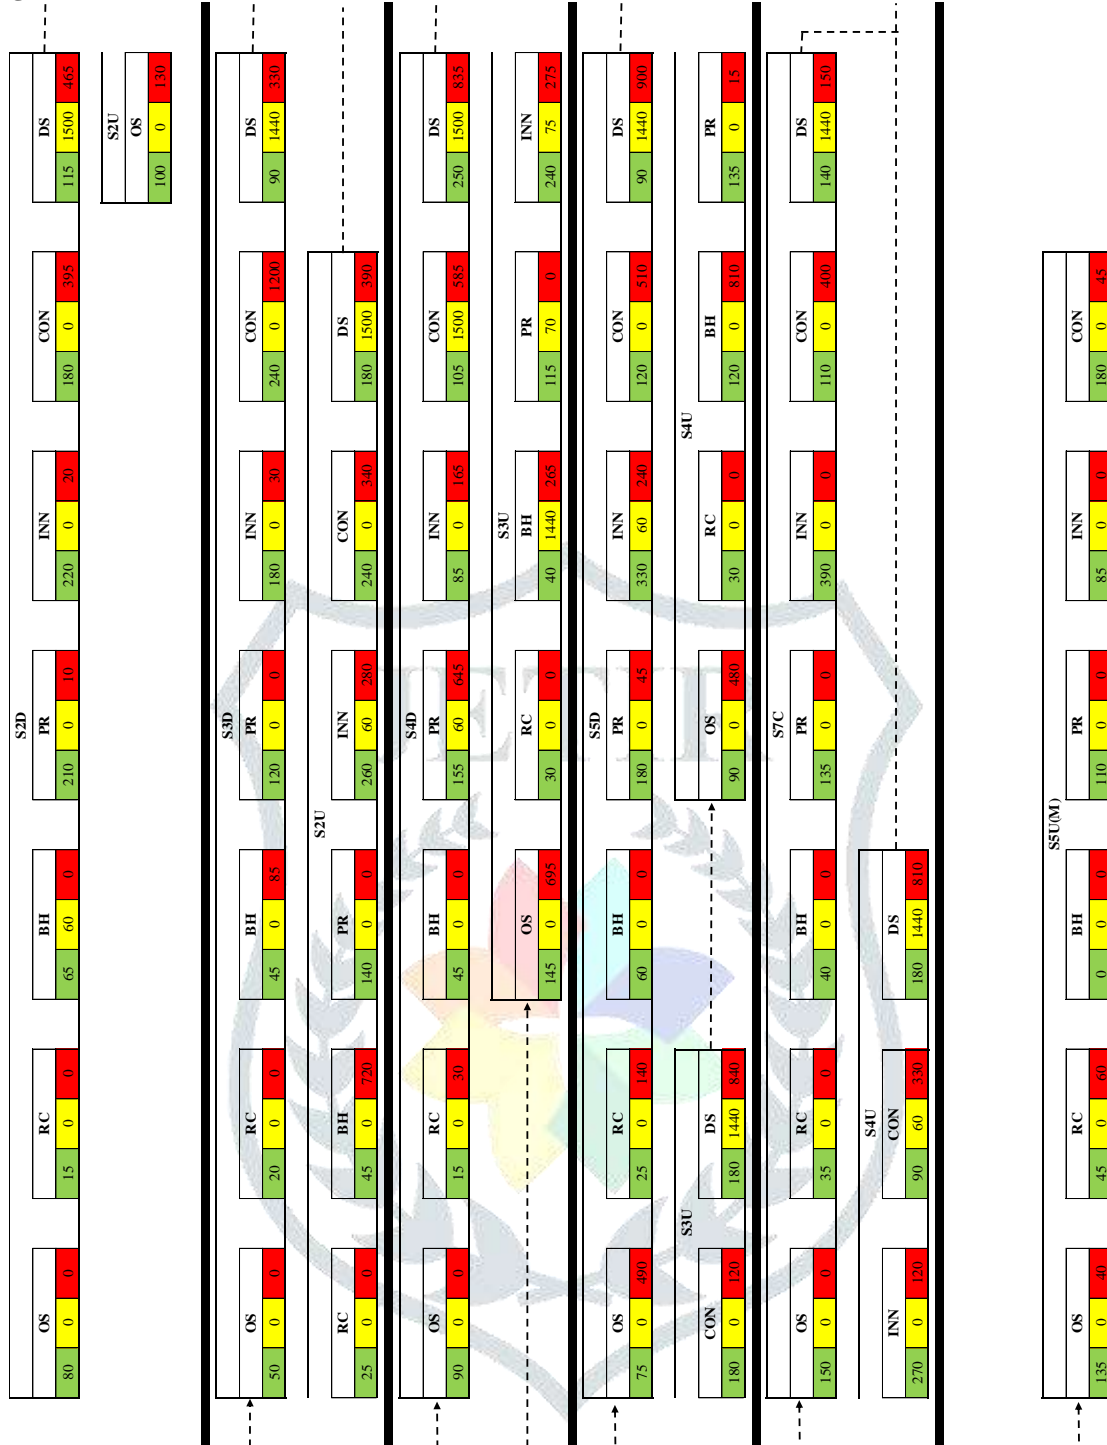 S2D
OS RC BH PR INN CON DS
80 0 0 15 0 0 65 60 0 210 0 10 220 0 20 180 0 395 115 1500 465
S2U
OS
100 0 130
S3D
OS RC BH PR INN CON DS
50 0 0 20 0 0 45 0 85 120 0 0 180 0 30 240 0 1200 90 1440 330
S2U
RC BH PR INN CON DS
25 0 0 45 0 720 140 0 0 260 60 280 240 0 340 180 1500 390
S4D
OS RC BH PR INN CON DS
90 0 0 15 0 30 45 0 0 155 60 645 85 0 165 105 1500 585 250 1500 835
S3U
OS RC BH PR INN
145 0 695 30 0 0 40 1440 265 115 70 0 240 75 275
S5D
OS RC BH PR INN CON DS
75 0 490 25 0 140 60 0 0 180 0 45 330 60 240 120 0 510 90 1440 900
S3U S4U
CON DS OS RC BH PR
180 0 120 180 1440 840 90 0 480 30 0 0 120 0 810 135 0 15
S7C
OS RC BH PR INN CON DS
150 0 0 35 0 0 40 0 0 135 0 0 390 0 0 110 0 400 140 1440 150
S4U
INN CON DS
270 0 120 90 60 330 180 1440 810
S5U(M)
OS RC BH PR INN CON
135 0 40 45 0 60 0 0 0 110 0 0 85 0 0 180 0 45
JETIR